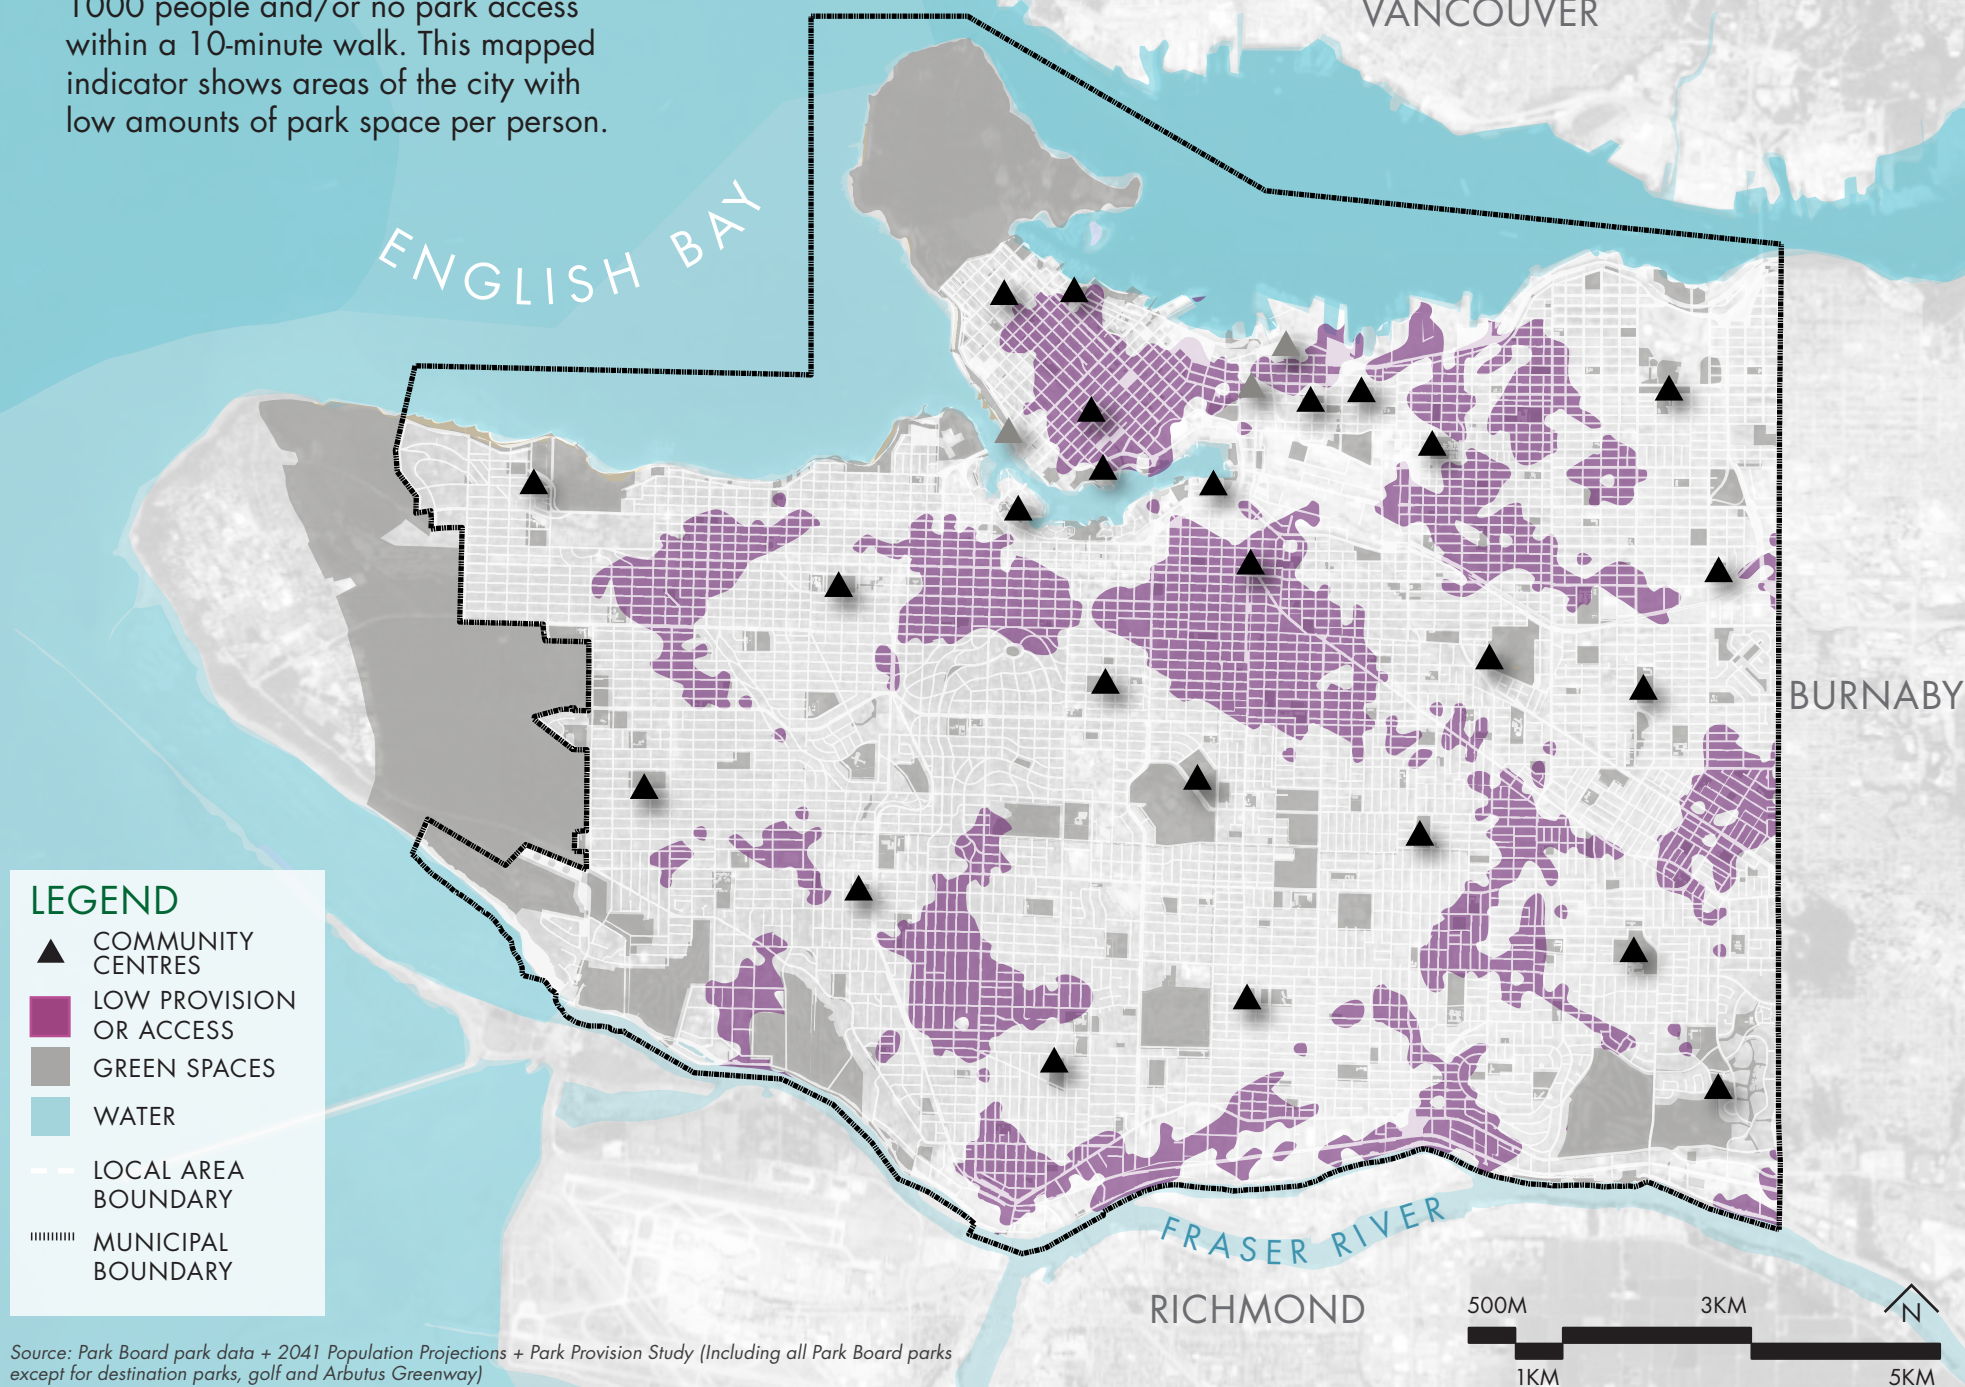 1000 people and/or no park access
within a 10-minute walk. This mapped
indicator shows areas of the city with
low amounts of park space per person.
VANCOUVER
ENGLISH BAY
BURNABY
LEGEND
COMMUNITY
CENTRES
LOW PROVISION
OR ACCESS
GREEN SPACES
WATER
LOCAL AREA
BOUNDARY
MUNICIPAL
BOUNDARY
FRASER RIVER
RICHMOND
500M
3KM
N
1KM
5KM
Source: Park Board park data + 2041 Population Projections + Park Provision Study (Including all Park Board parks
except for destination parks, golf and Arbutus Greenway)